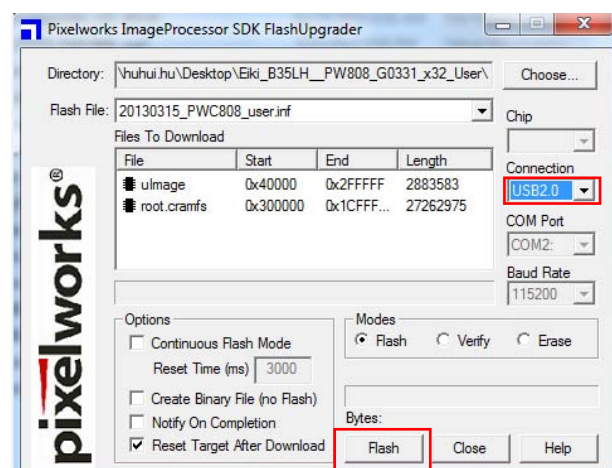 Pixelworks ImageProcessor SDK FlashUpgrader
Directory: \huhui.hu\Desktop\Eiki_B35LH__PW808_G0331_x32_User\ Choose...
Flash File: 20130315_PWC808_user.inf
Chip
Files To Download
File Start End Length
uImage 0x40000 0x2FFFFF 2883583
root.cramfs 0x300000 0x1CFFF... 27262975
Connection
USB2.0
COM Port
COM2:
Baud Rate
115200
pixelworks®
Options
Continuous Flash Mode
Reset Time (ms) 3000
Create Binary File (no Flash)
Notify On Completion
Reset Target After Download
Modes
Flash Verify Erase
Bytes:
Flash Close Help